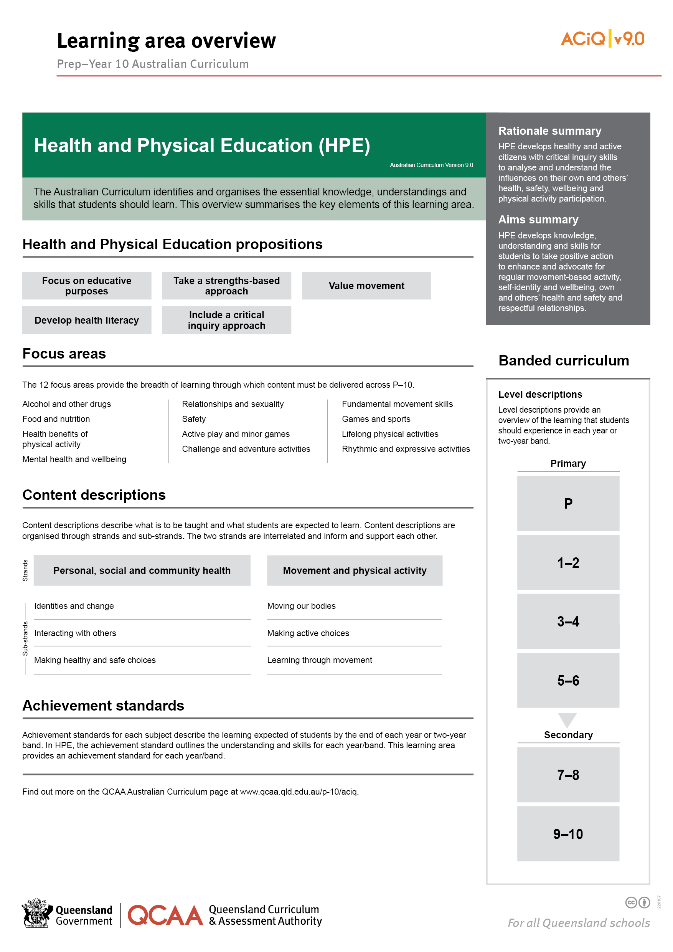 Learning area overview
Prep–Year 10 Australian Curriculum
ACiQ|v9.0
Health and Physical Education (HPE)
Australian Curriculum Version 9.0
The Australian Curriculum identifies and organises the essential knowledge, understandings and
skills that students should learn. This overview summarises the key elements of this learning area.
Rationale summary
HPE develops healthy and active
citizens with critical inquiry skills
to analyse and understand the
influences on their own and others’
health, safety, wellbeing and
physical activity participation.
Aims summary
HPE develops knowledge,
understanding and skills for
students to take positive action
to enhance and advocate for
regular movement-based activity,
self-identity and wellbeing, own
and others’ health and safety and
respectful relationships.
Health and Physical Education propositions
Focus on educative
purposes
Take a strengths-based
approach
Value movement
Develop health literacy
Include a critical
inquiry approach
Focus areas
The 12 focus areas provide the breadth of learning through which content must be delivered across P–10.
Alcohol and other drugs
Food and nutrition
Health benefits of
physical activity
Mental health and wellbeing
Relationships and sexuality
Safety
Active play and minor games
Challenge and adventure activities
Fundamental movement skills
Games and sports
Lifelong physical activities
Rhythmic and expressive activities
Content descriptions
Content descriptions describe what is to be taught and what students are expected to learn. Content descriptions are
organised through strands and sub-strands. The two strands are interrelated and inform and support each other.
Strands
Personal, social and community health
Movement and physical activity
Sub-strands
Identities and change
Interacting with others
Making healthy and safe choices
Moving our bodies
Making active choices
Learning through movement
Achievement standards
Achievement standards for each subject describe the learning expected of students by the end of each year or two-year
band. In HPE, the achievement standard outlines the understanding and skills for each year/band. This learning area
provides an achievement standard for each year/band.
Find out more on the QCAA Australian Curriculum page at www.qcaa.qld.edu.au/p-10/aciq.
Banded curriculum
Level descriptions
Level descriptions provide an
overview of the learning that students
should experience in each year or
two-year band.
Primary
P
1–2
3–4
5–6
Secondary
7–8
9–10
Queensland
Government
QCAA
Queensland Curriculum
& Assessment Authority
For all Queensland schools